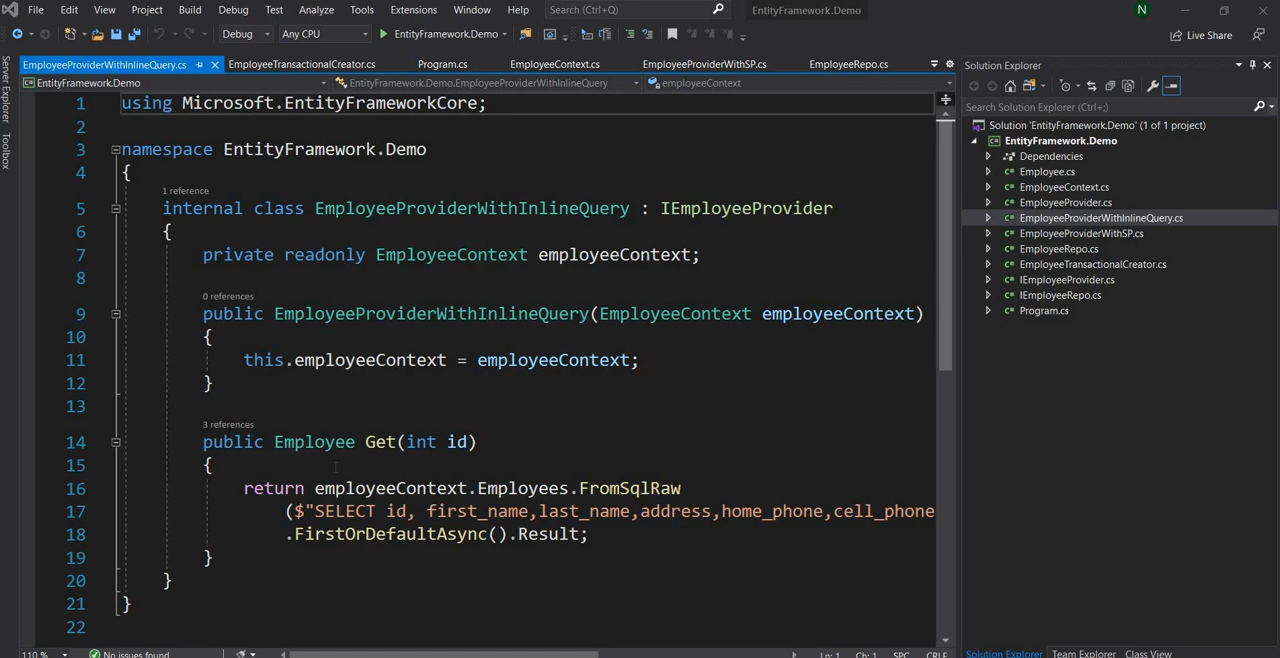 File Edit View Project Build Debug Test Analyze Tools Extensions Window Help Search (Ctrl+Q) EntityFramework.Demo N
Debug Any CPU EntityFramework.Demo Live Share
EmployeeProviderWithInlineQuery.cs EmployeeTransactionalCreator.cs Program.cs EmployeeContext.cs EmployeeProviderWithSP.cs EmployeeRepo.cs
EntityFramework.Demo EntityFramework.Demo.EmployeeProviderWithInlineQuery employeeContext
Server Explorer
Toolbox
1 using Microsoft.EntityFrameworkCore;
2
3 namespace EntityFramework.Demo
4 {
1 reference
5 internal class EmployeeProviderWithInlineQuery : IEmployeeProvider
6 {
7 private readonly EmployeeContext employeeContext;
8
0 references
9 public EmployeeProviderWithInlineQuery(EmployeeContext employeeContext)
10 {
11 this.employeeContext = employeeContext;
12 }
13
3 references
14 public Employee Get(int id)
15 {
16 return employeeContext.Employees.FromSqlRaw
17 ($"SELECT id, first_name,last_name,address,home_phone,cell_phone
18 .FirstOrDefaultAsync().Result;
19 }
20 }
21 }
22
110 % No issues found Ln: 1 Ch: 1 SPC CRLF
Solution Explorer
Search Solution Explorer (Ctrl+;)
Solution 'EntityFramework.Demo' (1 of 1 project)
EntityFramework.Demo
Dependencies
C# Employee.cs
C# EmployeeContext.cs
C# EmployeeProvider.cs
C# EmployeeProviderWithInlineQuery.cs
C# EmployeeProviderWithSP.cs
C# EmployeeRepo.cs
C# EmployeeTransactionalCreator.cs
C# IEmployeeProvider.cs
C# IEmployeeRepo.cs
C# Program.cs
Solution Explorer Team Explorer Class View